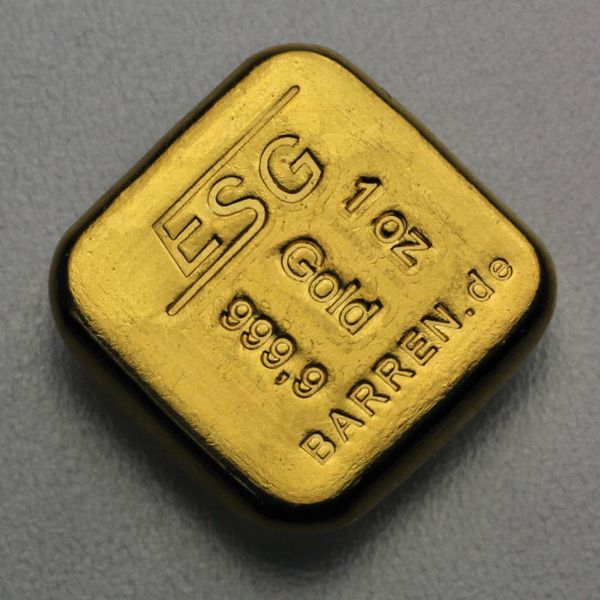 ESG
1 oz
Gold
999,9
BARREN.de